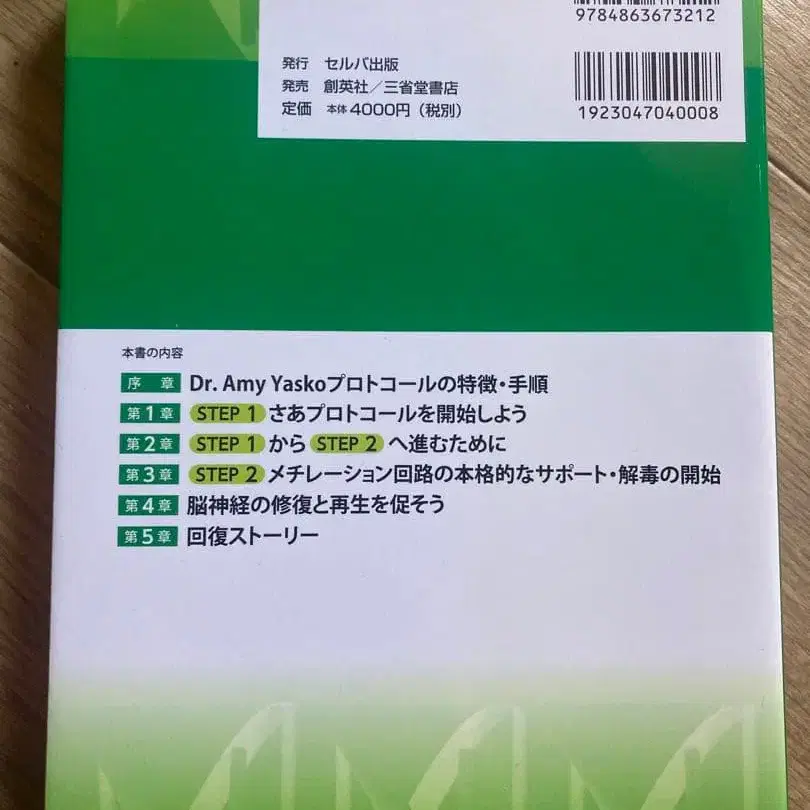 9784863673212
発行 セルバ出版
発売 創英社／三省堂書店
定価 本体4000円（税別）
1923047040008
本書の内容
序 章 Dr. Amy Yaskoプロトコールの特徴・手順
第1章 STEP 1 さあプロトコールを開始しよう
第2章 STEP 1 から STEP 2 へ進むために
第3章 STEP 2 メチレーション回路の本格的なサポート・解毒の開始
第4章 脳神経の修復と再生を促そう
第5章 回復ストーリー